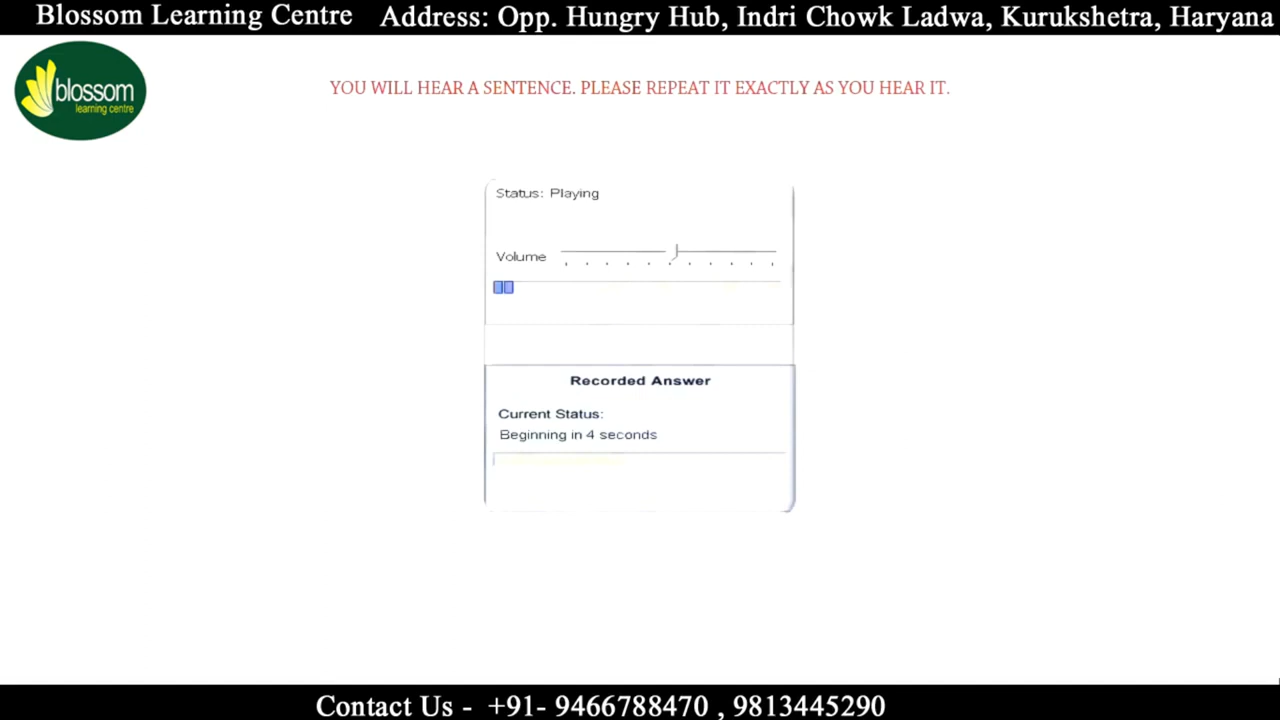 Blossom Learning Centre Address: Opp. Hungry Hub, Indri Chowk Ladwa, Kurukshetra, Haryana
blossom
learning centre
YOU WILL HEAR A SENTENCE. PLEASE REPEAT IT EXACTLY AS YOU HEAR IT.
Status: Playing
Volume
Recorded Answer
Current Status:
Beginning in 4 seconds
Contact Us - +91- 9466788470 , 9813445290